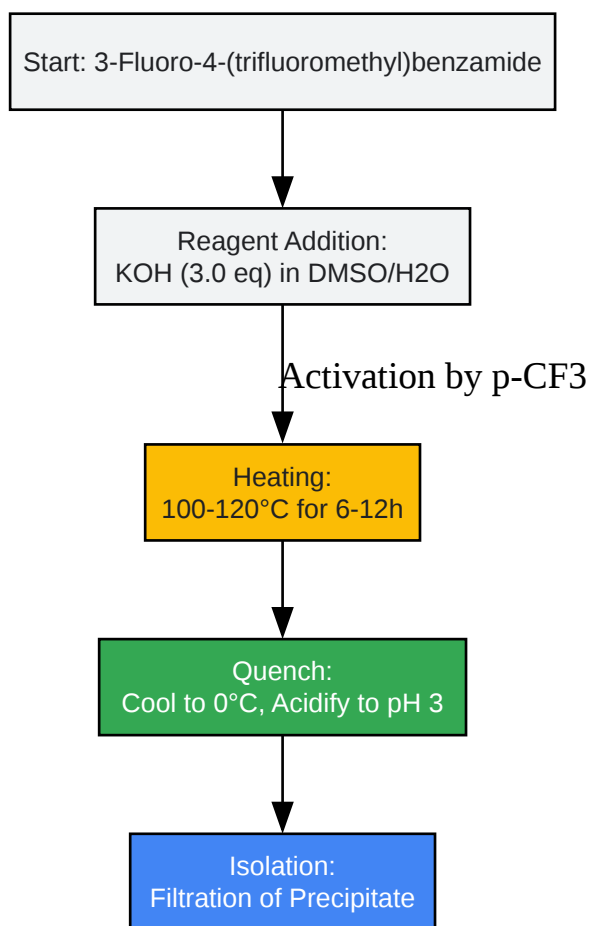 Start: 3-Fluoro-4-(trifluoromethyl)benzamide
Reagent Addition:
KOH (3.0 eq) in DMSO/H2O
Activation by p-CF3
Heating:
100-120°C for 6-12h
Quench:
Cool to 0°C, Acidify to pH 3
Isolation:
Filtration of Precipitate